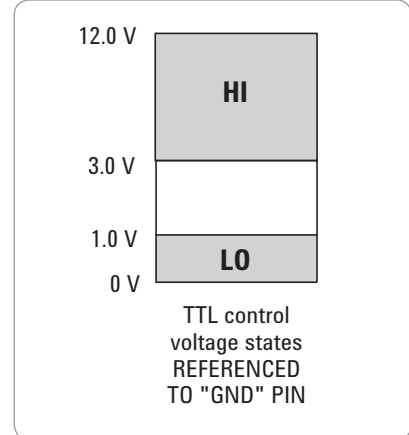 12.0 V
HI
3.0 V
1.0 V
LO
0 V
TTL control
voltage states
REFERENCED
TO "GND" PIN